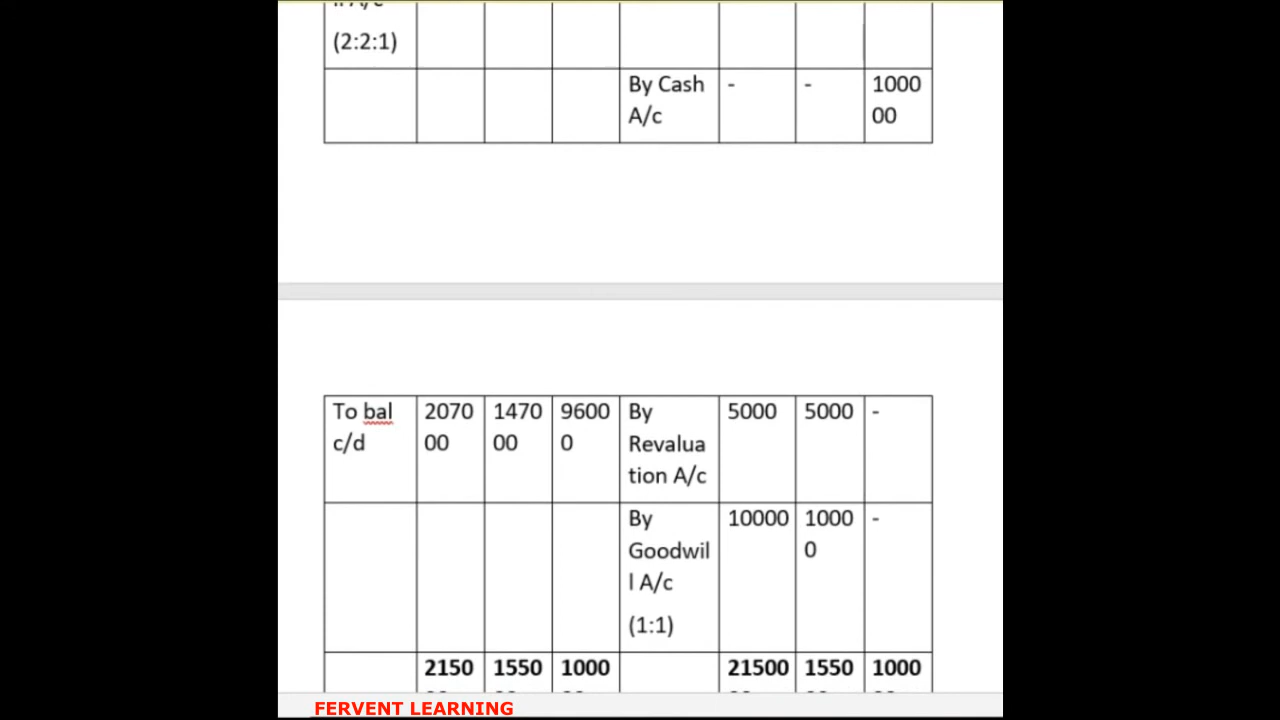 (2:2:1)
By Cash - - 1000
A/c 00
To bal 2070 1470 9600 By 5000 5000 -
c/d 00 00 0 Revalua
tion A/c
By 10000 1000 -
Goodwil 0
l A/c
(1:1)
2150 1550 1000 21500 1550 1000
FERVENT LEARNING